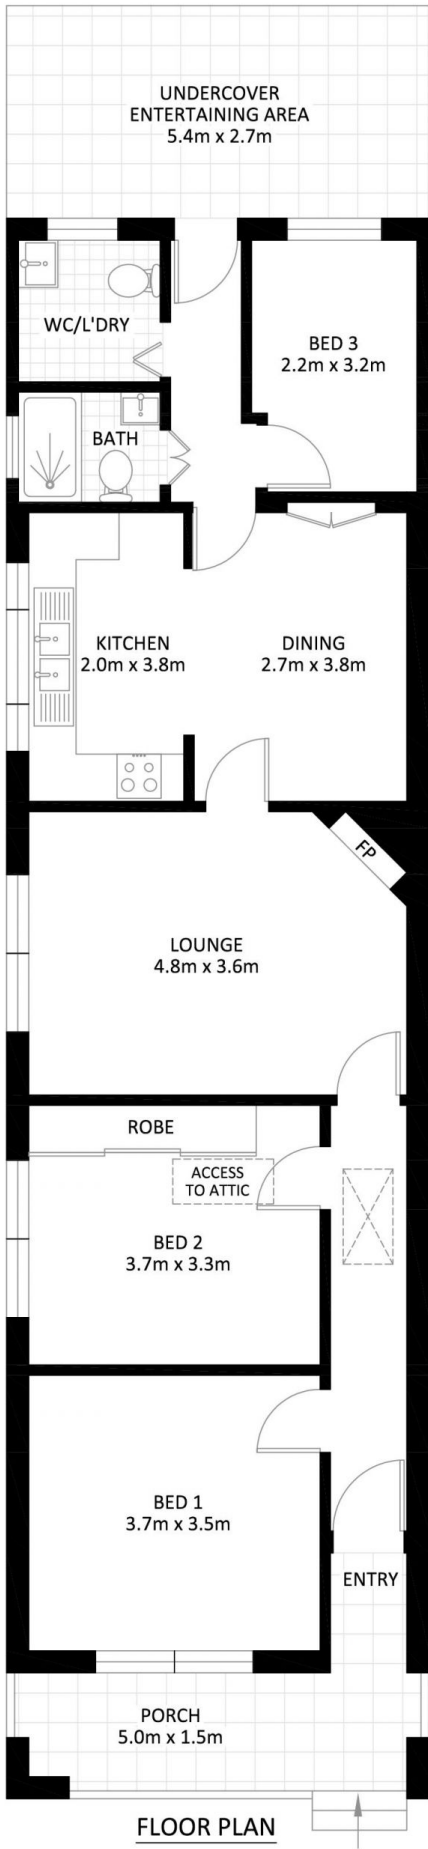 UNDERCOVER
ENTERTAINING AREA
5.4m x 2.7m
WC/L'DRY
BED 3
2.2m x 3.2m
BATH
KITCHEN
2.0m x 3.8m
DINING
2.7m x 3.8m
FP
LOUNGE
4.8m x 3.6m
ROBE
ACCESS
TO ATTIC
BED 2
3.7m x 3.3m
BED 1
3.7m x 3.5m
ENTRY
PORCH
5.0m x 1.5m
FLOOR PLAN